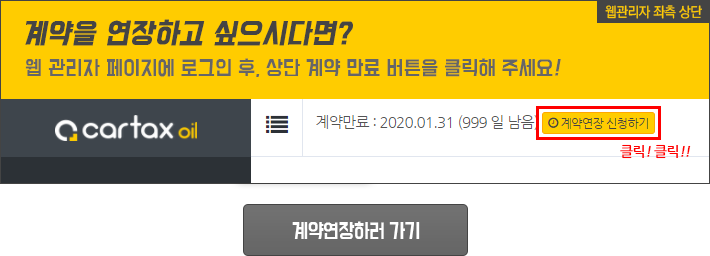 웹관리자 좌측 상단
계약을 연장하고 싶으시다면?
웹 관리자 페이지에 로그인 후, 상단 계약 만료 버튼을 클릭해 주세요!
cartax oil
계약만료 : 2020.01.31 (999 일 남음)
계약연장 신청하기
클릭! 클릭!!
계약연장하러 가기